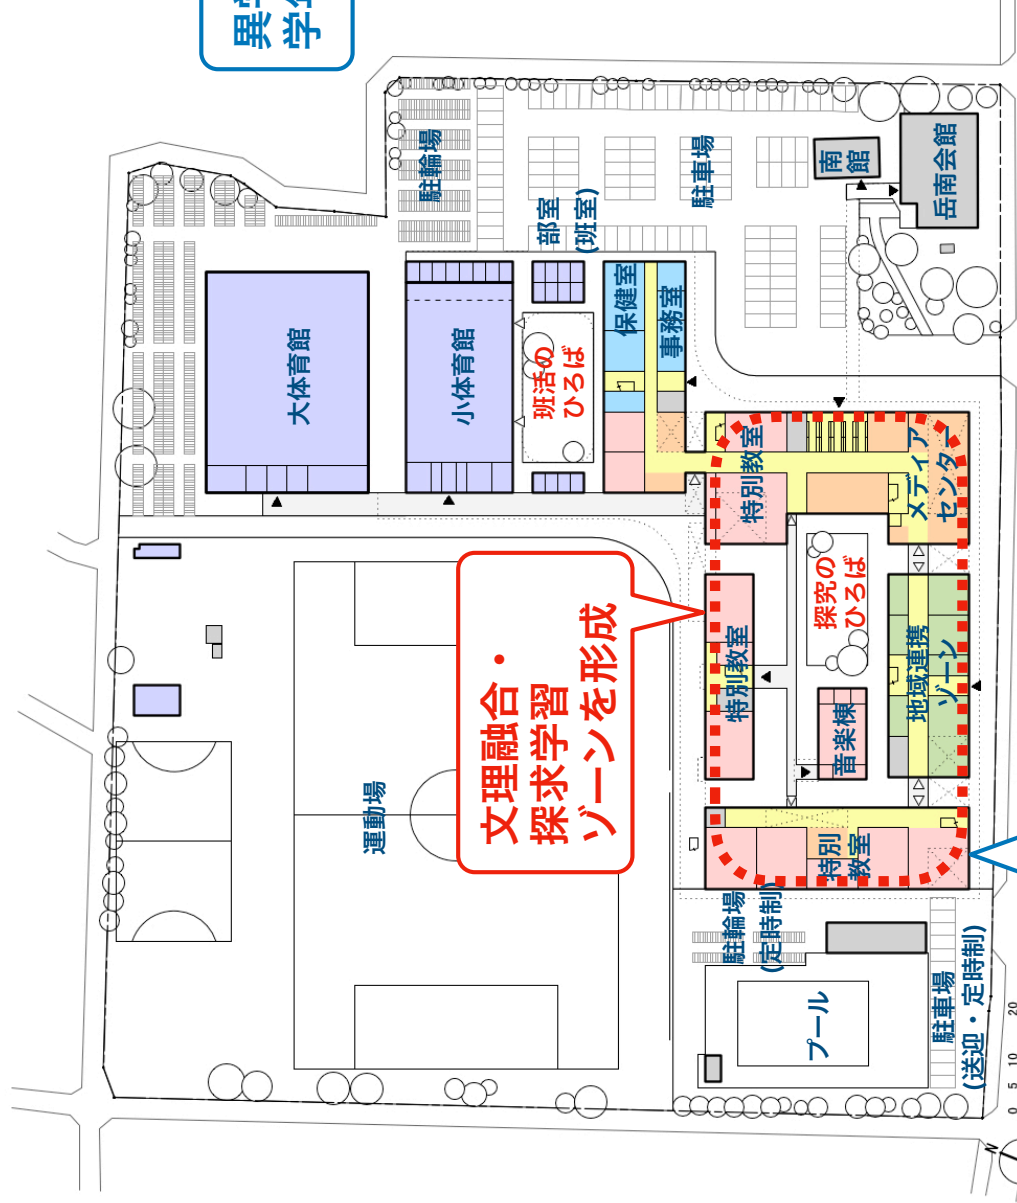 異学
学年
駐輪場
駐車場
南館
岳南会館
部室
(班室)
大体育館
小体育館
班活の
ひろば
保健室
事務室
特別教室
メディア
センター
文理融合・
探求学習
ゾーンを形成
探究の
ひろば
特別教室
音楽棟
地域連携
ゾーン
運動場
特別
教室
駐輪場
(定時制)
プール
駐車場
(送迎・定時制)
0 5 10 20
N